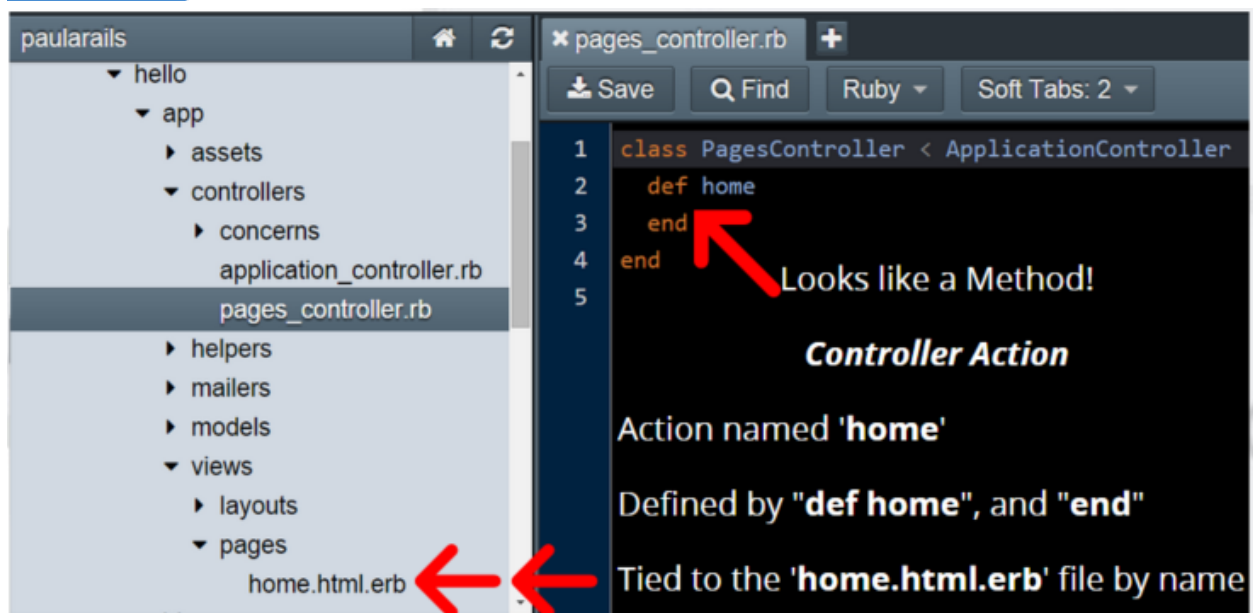 paularails
hello
app
assets
controllers
concerns
application_controller.rb
pages_controller.rb
helpers
mailers
models
views
layouts
pages
home.html.erb
pages_controller.rb
Save Find Ruby Soft Tabs: 2
1 class PagesController < ApplicationController
2 def home
3 end
4 end
5
Looks like a Method!
Controller Action
Action named 'home'
Defined by "def home", and "end"
Tied to the 'home.html.erb' file by name